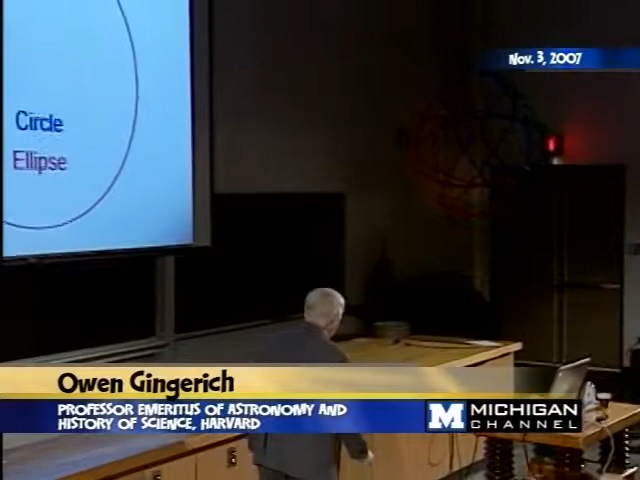 Nov. 3, 2007
Circle
Ellipse
Owen Gingerich
PROFESSOR EMERITUS OF ASTRONOMY AND
HISTORY OF SCIENCE, HARVARD
M MICHIGAN
CHANNEL